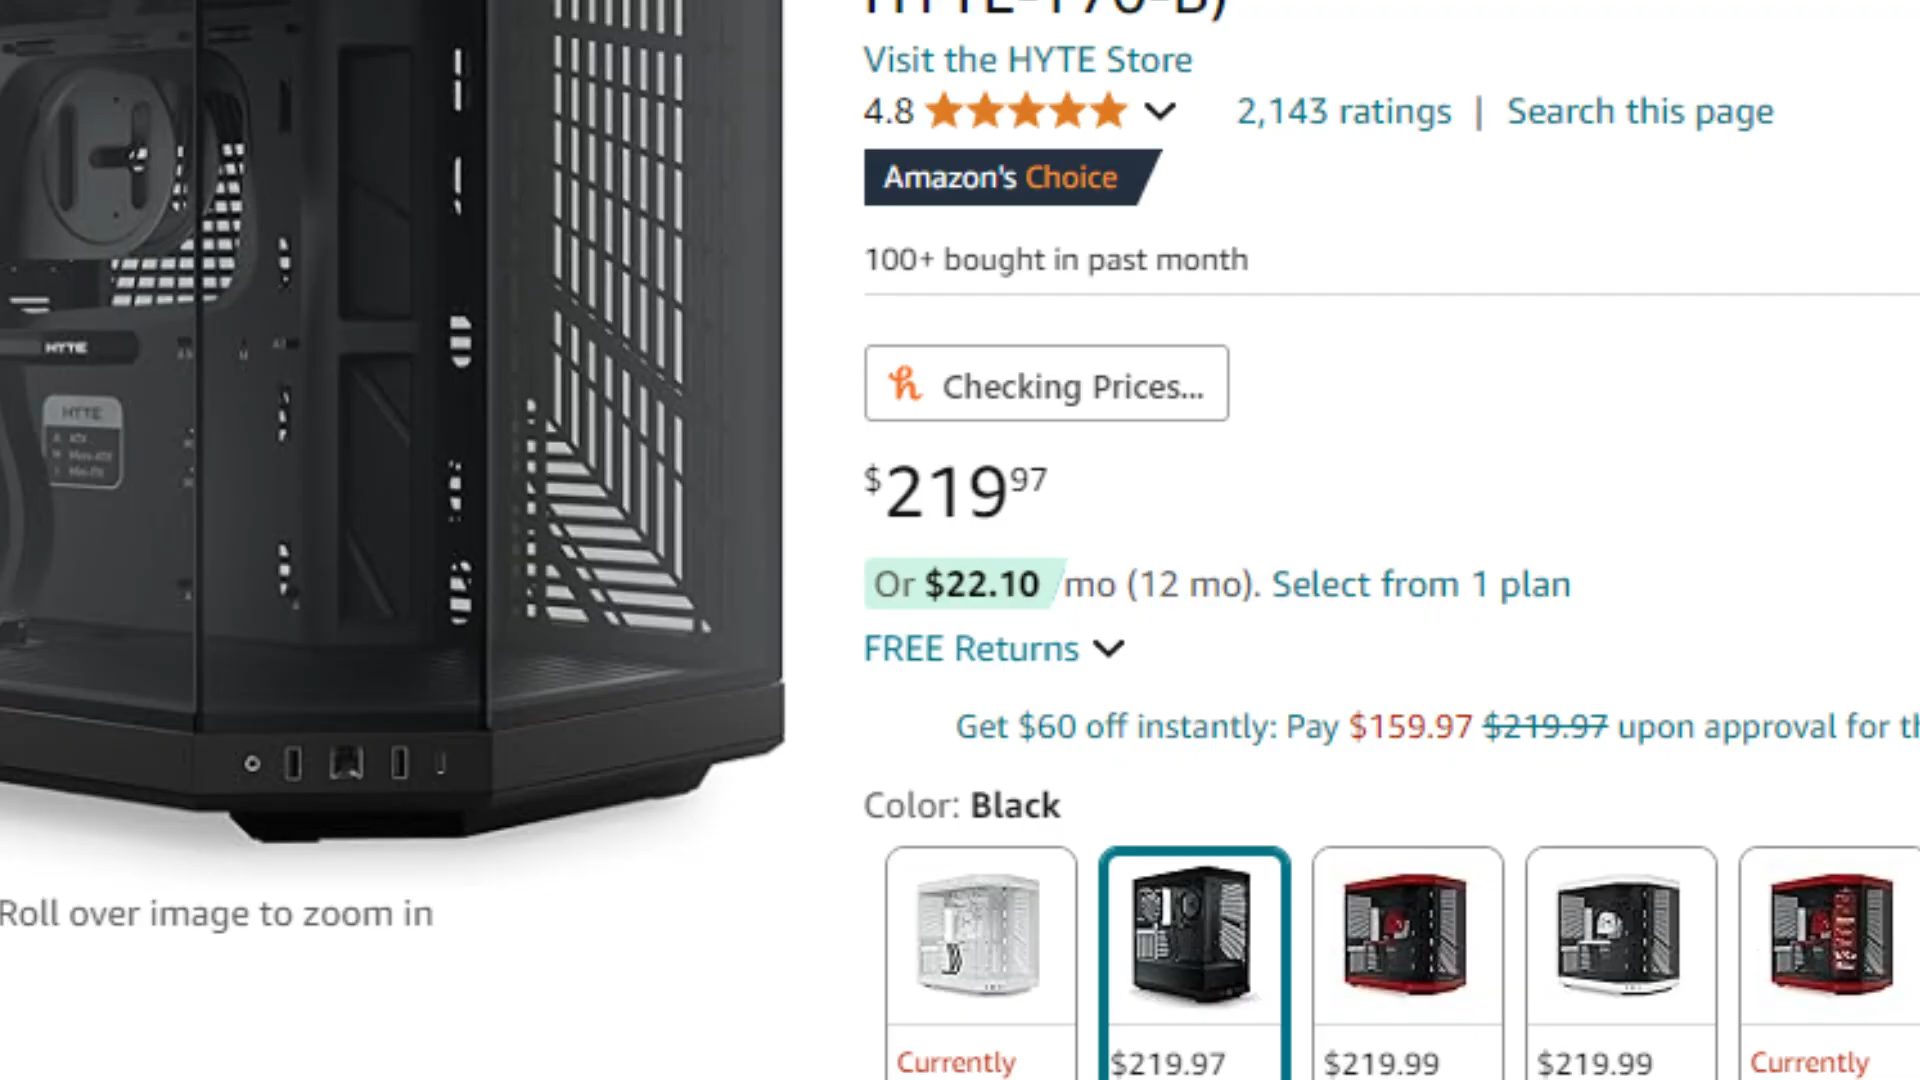 Visit the HYTE Store
4.8
2,143 ratings | Search this page
Amazon's Choice
100+ bought in past month
Checking Prices...
$219.97
Or $22.10 /mo (12 mo). Select from 1 plan
FREE Returns
Get $60 off instantly: Pay $159.97 $219.97 upon approval for
Color: Black
HYTE
HYTE
Roll over image to zoom in
Currently
$219.97
$219.99
$219.99
Currently